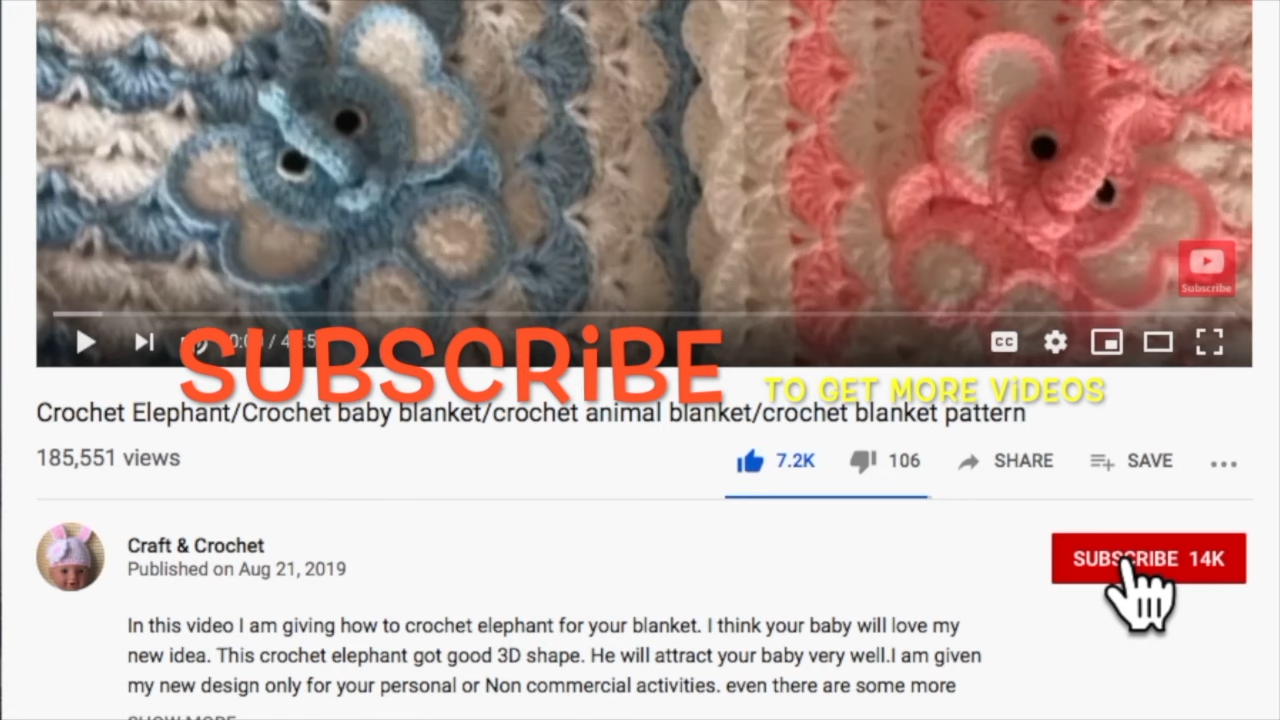 Subscribe
CC
SUBSCRiBE
TO GET MORE ViDEOS
Crochet Elephant/Crochet baby blanket/crochet animal blanket/crochet blanket pattern
185,551 views
7.2K
106
SHARE
SAVE
Craft & Crochet
Published on Aug 21, 2019
SUBSCRIBE 14K
In this video I am giving how to crochet elephant for your blanket. I think your baby will love my
new idea. This crochet elephant got good 3D shape. He will attract your baby very well.I am given
my new design only for your personal or Non commercial activities. even there are some more
SHOW MORE